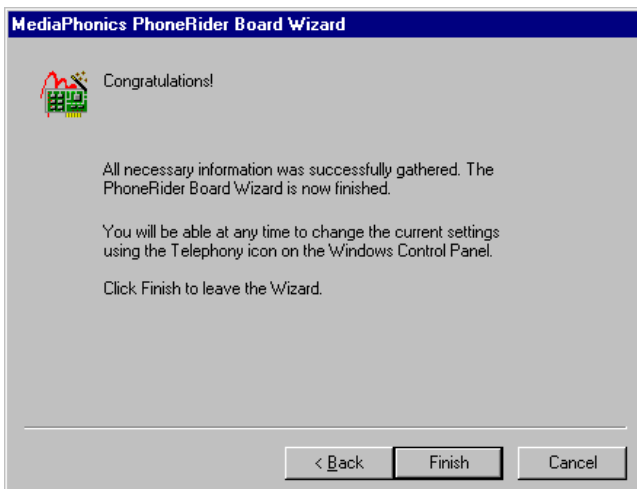 MediaPhonics PhoneRider Board Wizard
Congratulations!
All necessary information was successfully gathered. The
PhoneRider Board Wizard is now finished.
You will be able at any time to change the current settings
using the Telephony icon on the Windows Control Panel.
Click Finish to leave the Wizard.
< Back Finish Cancel